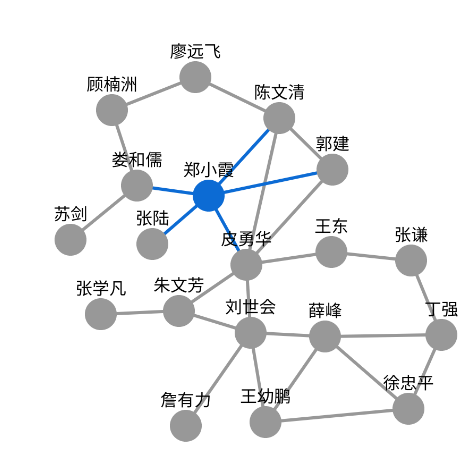 廖远飞
顾楠洲
陈文清
郭建
娄和儒
郑小霞
苏剑
张陆
皮勇华
王东
张谦
朱文芳
张学凡
刘世会
薛峰
丁强
徐忠平
詹有力
王幼鹏